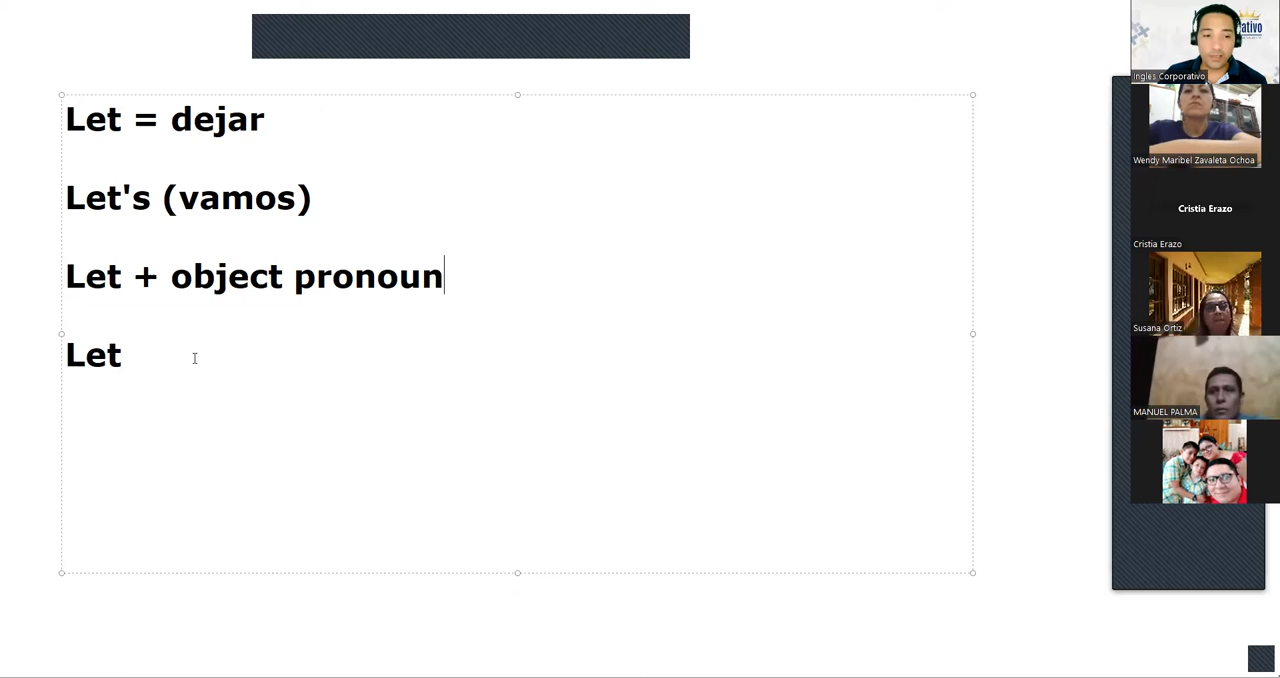 Let = dejar
Let's (vamos)
Let + object pronoun
Let
ativo
Ingles Corporativo
Wendy Maribel Zavaleta Ochoa
Cristia Erazo
Cristia Erazo
Susana Ortiz
MANUEL PALMA